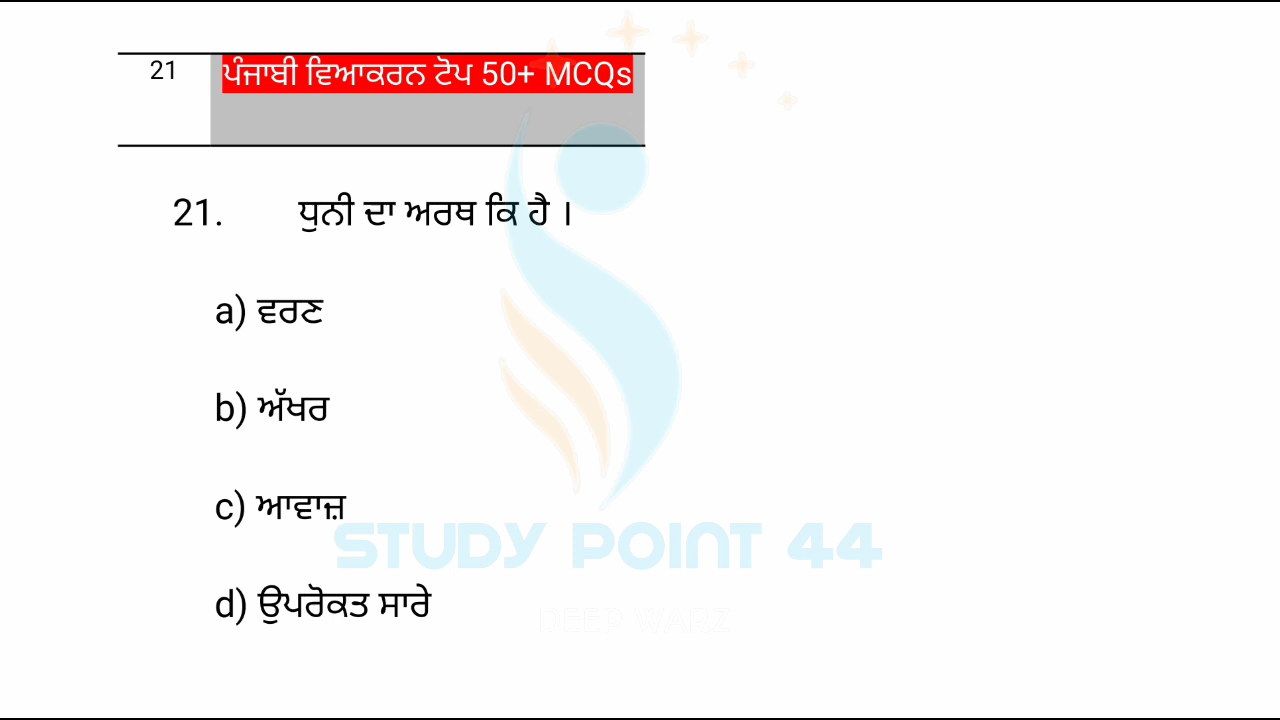 21
ਪੰਜਾਬੀ ਵਿਆਕਰਨ ਟੋਪ 50+ MCQs
21. ਧੁਨੀ ਦਾ ਅਰਥ ਕਿ ਹੈ ।
a) ਵਰਣ
b) ਅੱਖਰ
c) ਆਵਾਜ਼
d) ਉਪਰੋਕਤ ਸਾਰੇ
STUDY POINT 44
DEEP WARZ